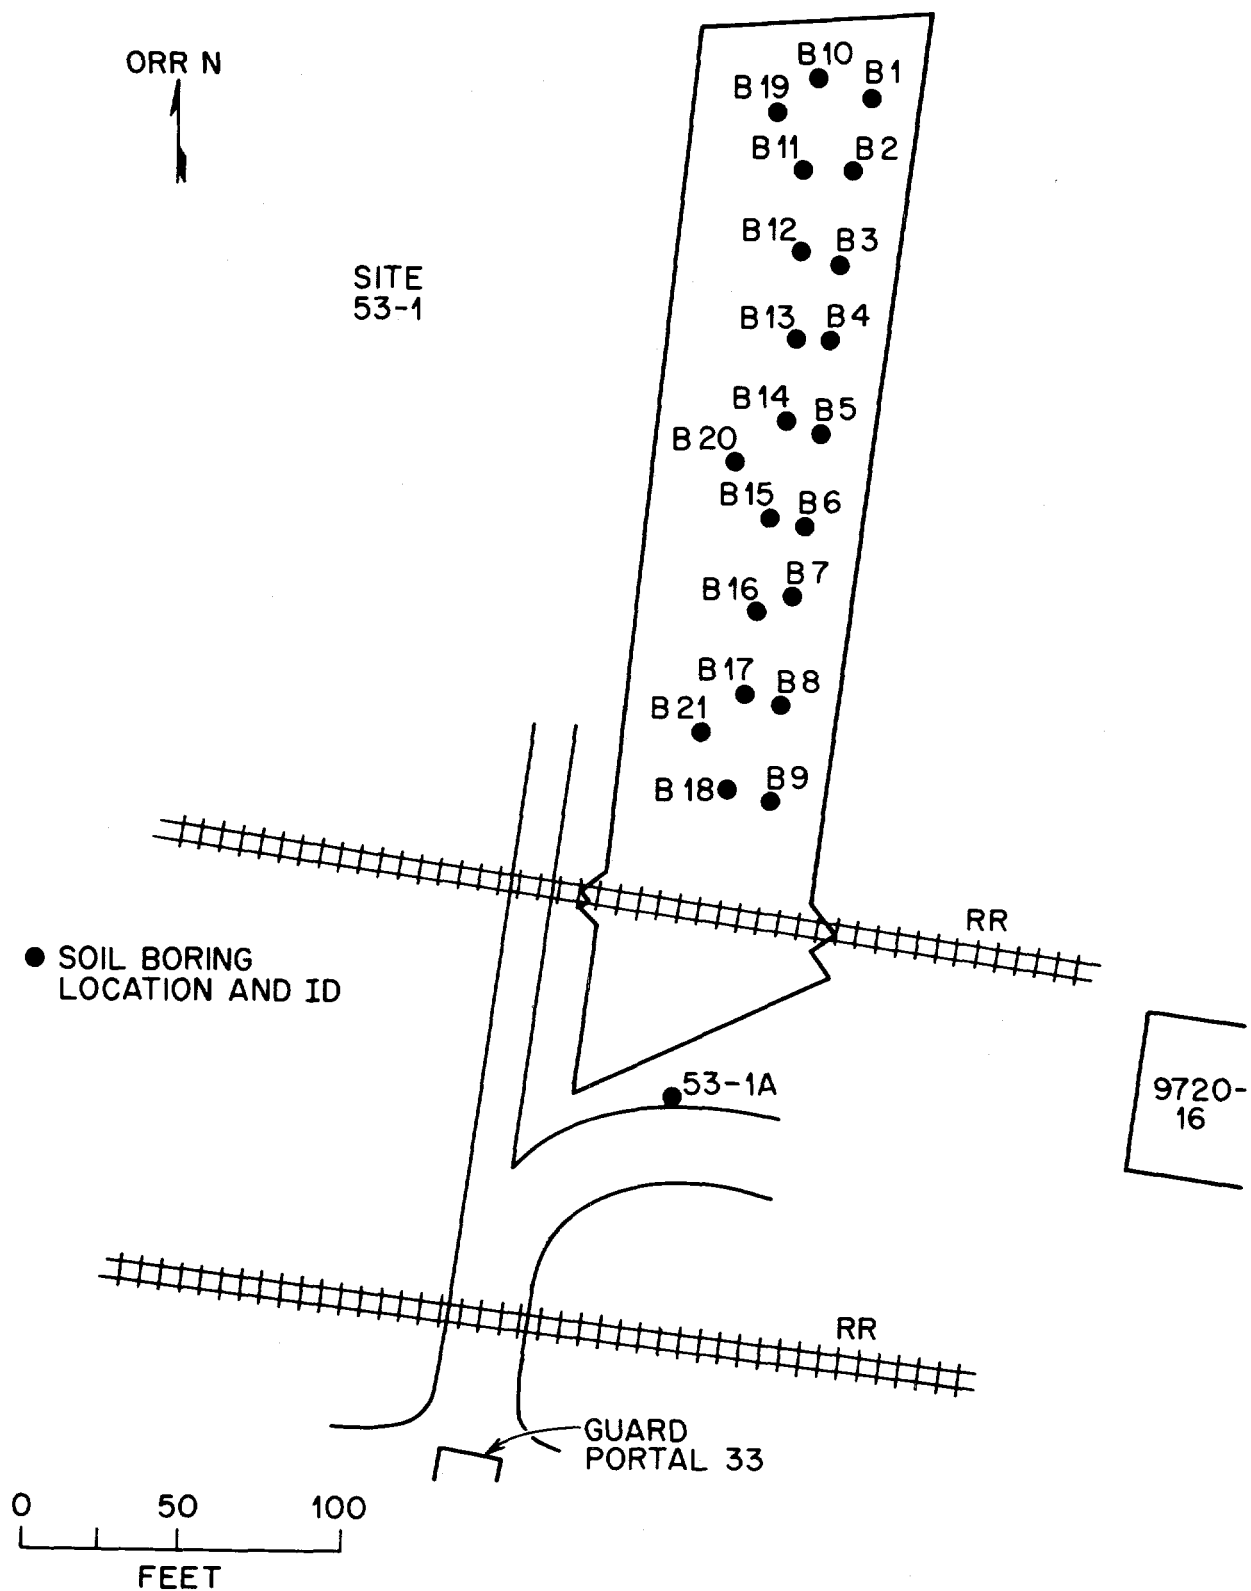 ORR N
B10
B1
B19
B11
B2
B12
B3
SITE
53-1
B13
B4
B14
B5
B20
B15
B6
B7
B16
B17
B8
B21
B18
B9
RR
SOIL BORING
LOCATION AND ID
53-1A
9720-
16
RR
GUARD
PORTAL 33
0 50 100
FEET